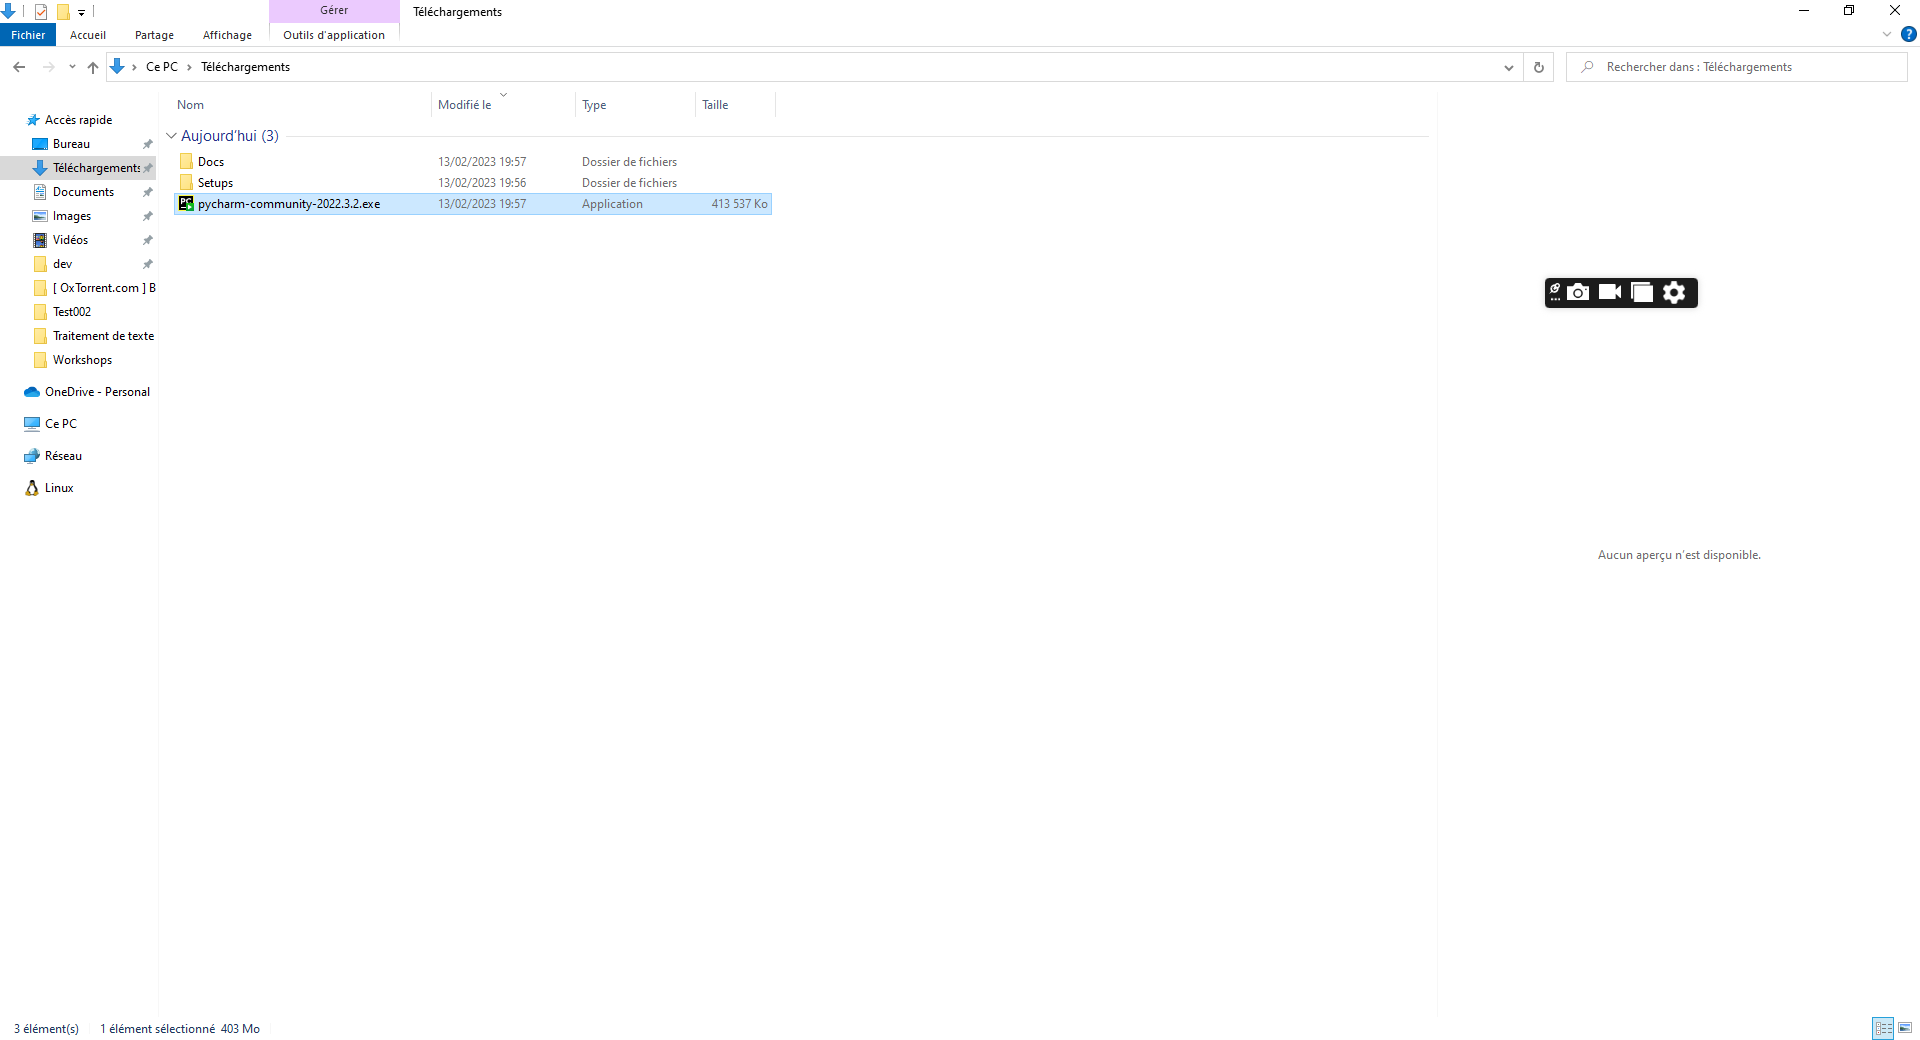 Gérer
Téléchargements
Fichier
Accueil
Partage
Affichage
Outils d'application
?
Ce PC
Téléchargements
Rechercher dans : Téléchargements
Nom
Modifié le
Type
Taille
Aujourd'hui (3)
Docs 13/02/2023 19:57 Dossier de fichiers
Setups 13/02/2023 19:56 Dossier de fichiers
PC pycharm-community-2022.3.2.exe 13/02/2023 19:57 Application 413 537 Ko
Accès rapide
Bureau
Téléchargements
Documents
Images
Vidéos
dev
[ OxTorrent.com ] B
Test002
Traitement de texte
Workshops
OneDrive - Personal
Ce PC
Réseau
Linux
Aucun aperçu n'est disponible.
3 élément(s) 1 élément sélectionné 403 Mo